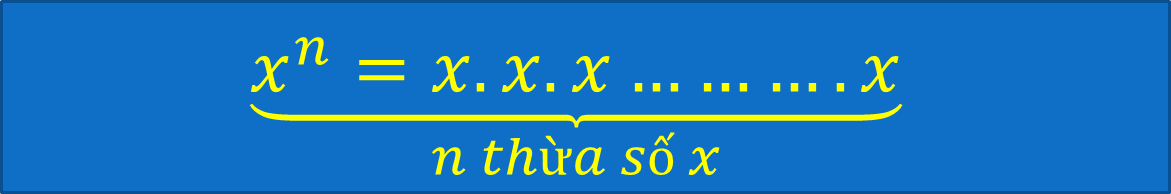 xⁿ = x. x. x … … … . x
n thừa số x